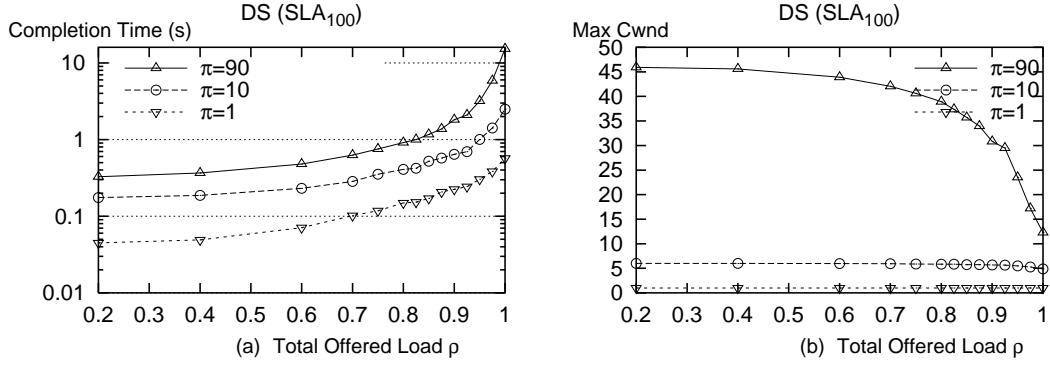 DS (SLA100)
Completion Time (s)
10
1
0.1
0.01
π=90
π=10
π=1
0.2 0.3 0.4 0.5 0.6 0.7 0.8 0.9 1
(a) Total Offered Load ρ
DS (SLA100)
Max Cwnd
50
45
40
35
30
25
20
15
10
5
0
π=90
π=10
π=1
0.2 0.3 0.4 0.5 0.6 0.7 0.8 0.9 1
(b) Total Offered Load ρ